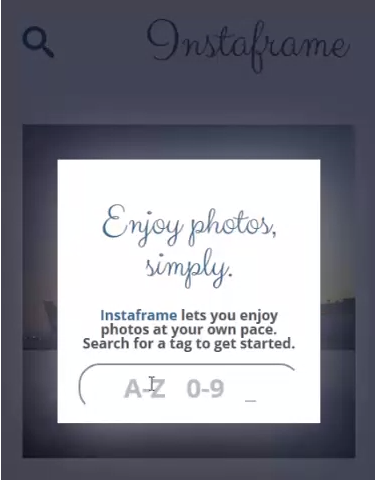 Instaframe
Enjoy photos,
simply.
Instaframe lets you enjoy
photos at your own pace.
Search for a tag to get started.
A-Z 0-9 _